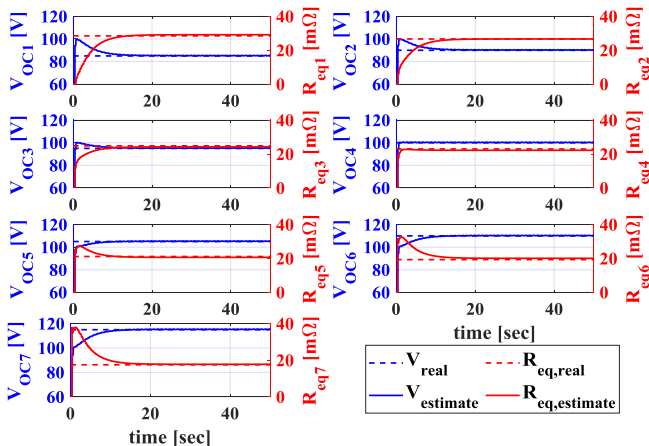 120
100
80
60
V_OC1 [V]
40
20
0
R_eq1 [mΩ]
0 20 40
120
100
80
60
V_OC2 [V]
40
20
0
R_eq2 [mΩ]
0 20 40
120
100
80
60
V_OC3 [V]
40
20
0
R_eq3 [mΩ]
0 20 40
120
100
80
60
V_OC4 [V]
40
20
0
R_eq4 [mΩ]
0 20 40
120
100
80
60
V_OC5 [V]
40
20
0
R_eq5 [mΩ]
0 20 40
120
100
80
60
V_OC6 [V]
40
20
0
R_eq6 [mΩ]
0 20 40
time [sec]
120
100
80
60
V_OC7 [V]
40
20
0
R_eq7 [mΩ]
0 20 40
time [sec]
V_real R_eq,real
V_estimate R_eq,estimate